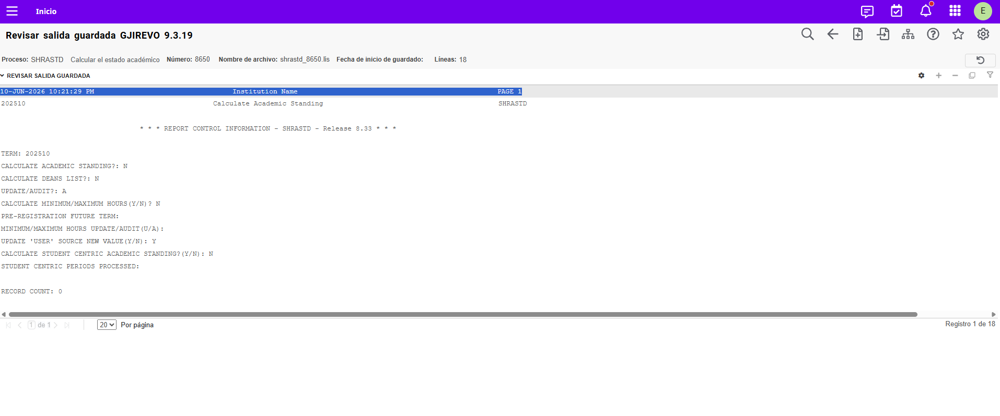 Inicio
E
Revisar salida guardada GJIREVO 9.3.19
Proceso: SHRASTD Calcular el estado académico Número: 8650 Nombre de archivo: shrastd_8650.lis Fecha de inicio de guardado: Líneas: 18
REVISAR SALIDA GUARDADA
10-JUN-2026 10:21:29 PM Institution Name PAGE 1
202510 Calculate Academic Standing SHRASTD
* * * REPORT CONTROL INFORMATION - SHRASTD - Release 8.33 * * *
TERM: 202510
CALCULATE ACADEMIC STANDING?: N
CALCULATE DEANS LIST?: N
UPDATE/AUDIT?: A
CALCULATE MINIMUM/MAXIMUM HOURS(Y/N)? N
PRE-REGISTRATION FUTURE TERM:
MINIMUM/MAXIMUM HOURS UPDATE/AUDIT(U/A):
UPDATE 'USER' SOURCE NEW VALUE(Y/N): Y
CALCULATE STUDENT CENTRIC ACADEMIC STANDING?(Y/N): N
STUDENT CENTRIC PERIODS PROCESSED:
RECORD COUNT: 0
1 de 1 20 Por página Registro 1 de 18